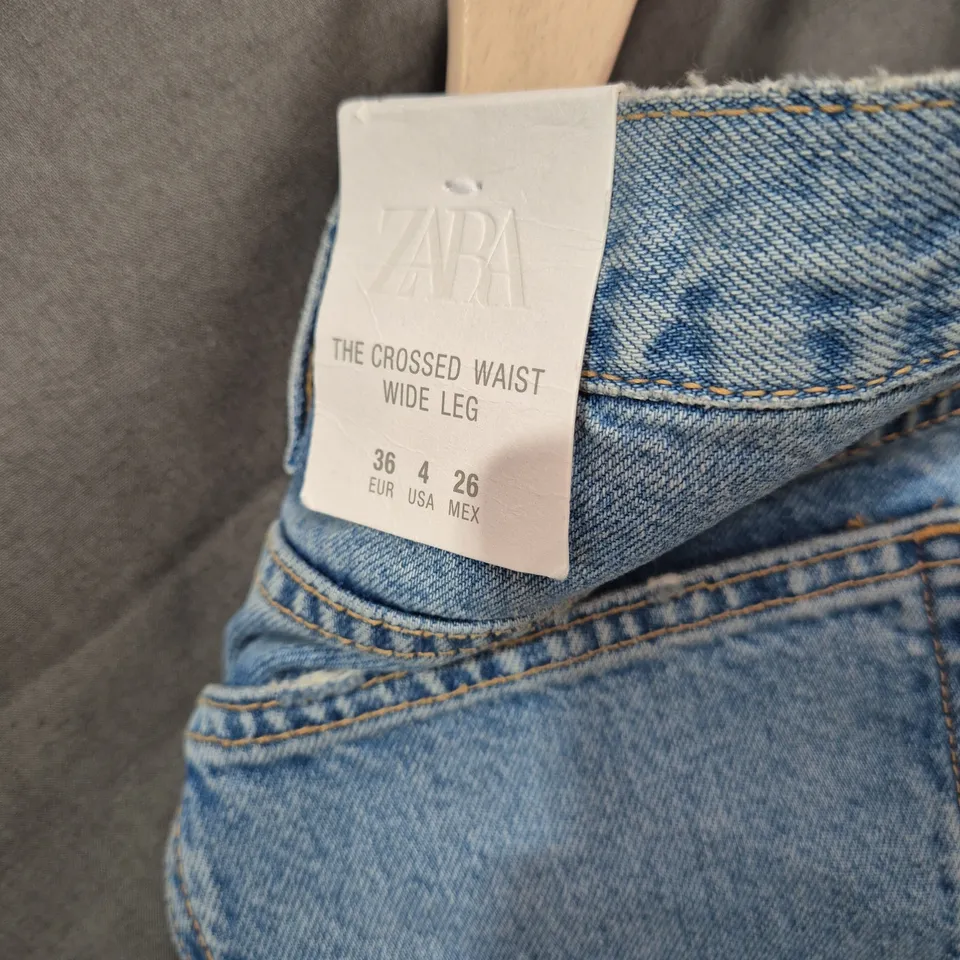 ZARA
THE CROSSED WAIST
WIDE LEG
36 4 26
EUR USA MEX